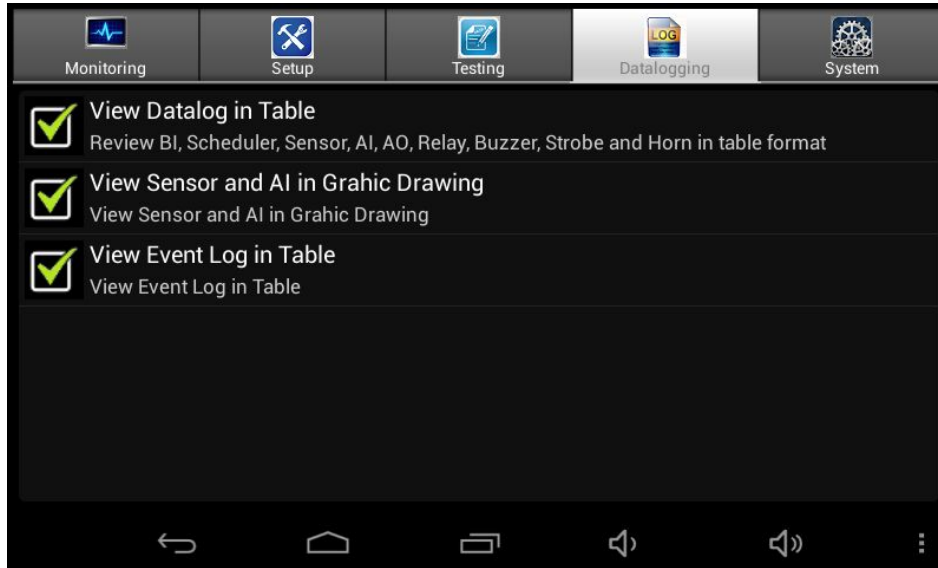 LOG
Monitoring Setup Testing Datalogging System
View Datalog in Table
Review BI, Scheduler, Sensor, AI, AO, Relay, Buzzer, Strobe and Horn in table format
View Sensor and AI in Grahic Drawing
View Sensor and AI in Grahic Drawing
View Event Log in Table
View Event Log in Table